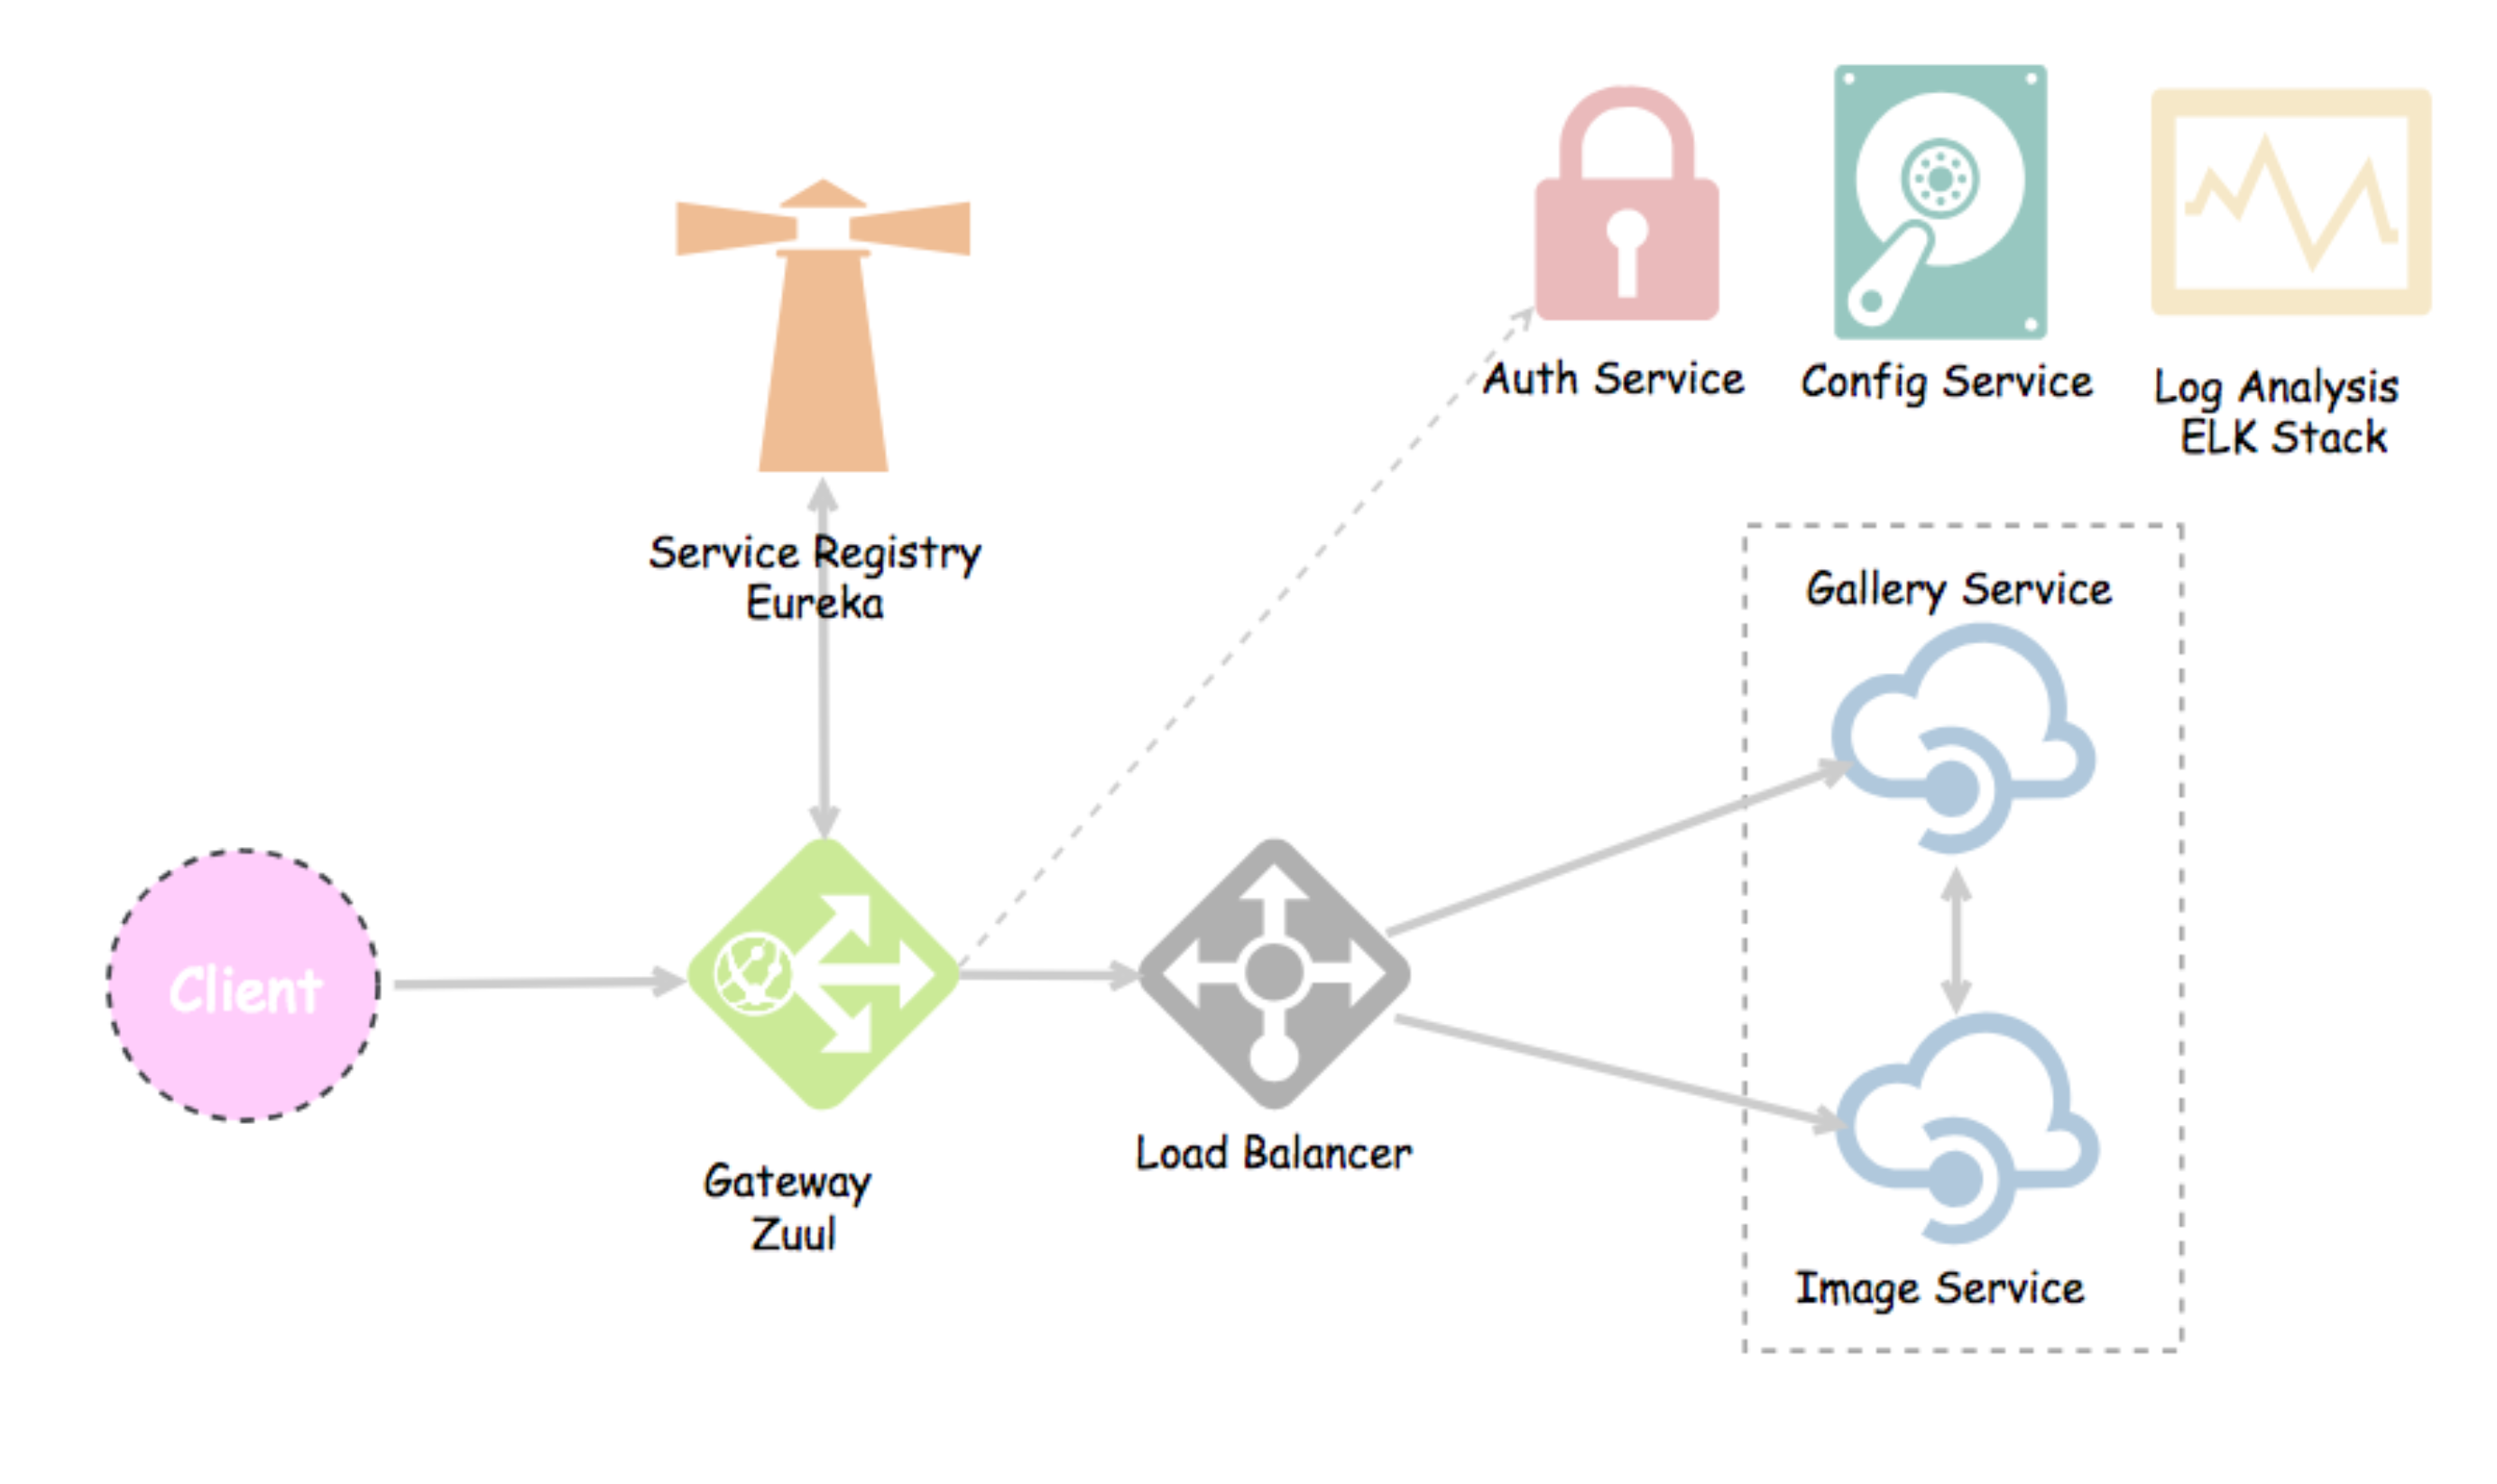 Auth Service
Config Service
Log Analysis
ELK Stack
Service Registry
Eureka
Gallery Service
Client
Load Balancer
Gateway
Zuul
Image Service